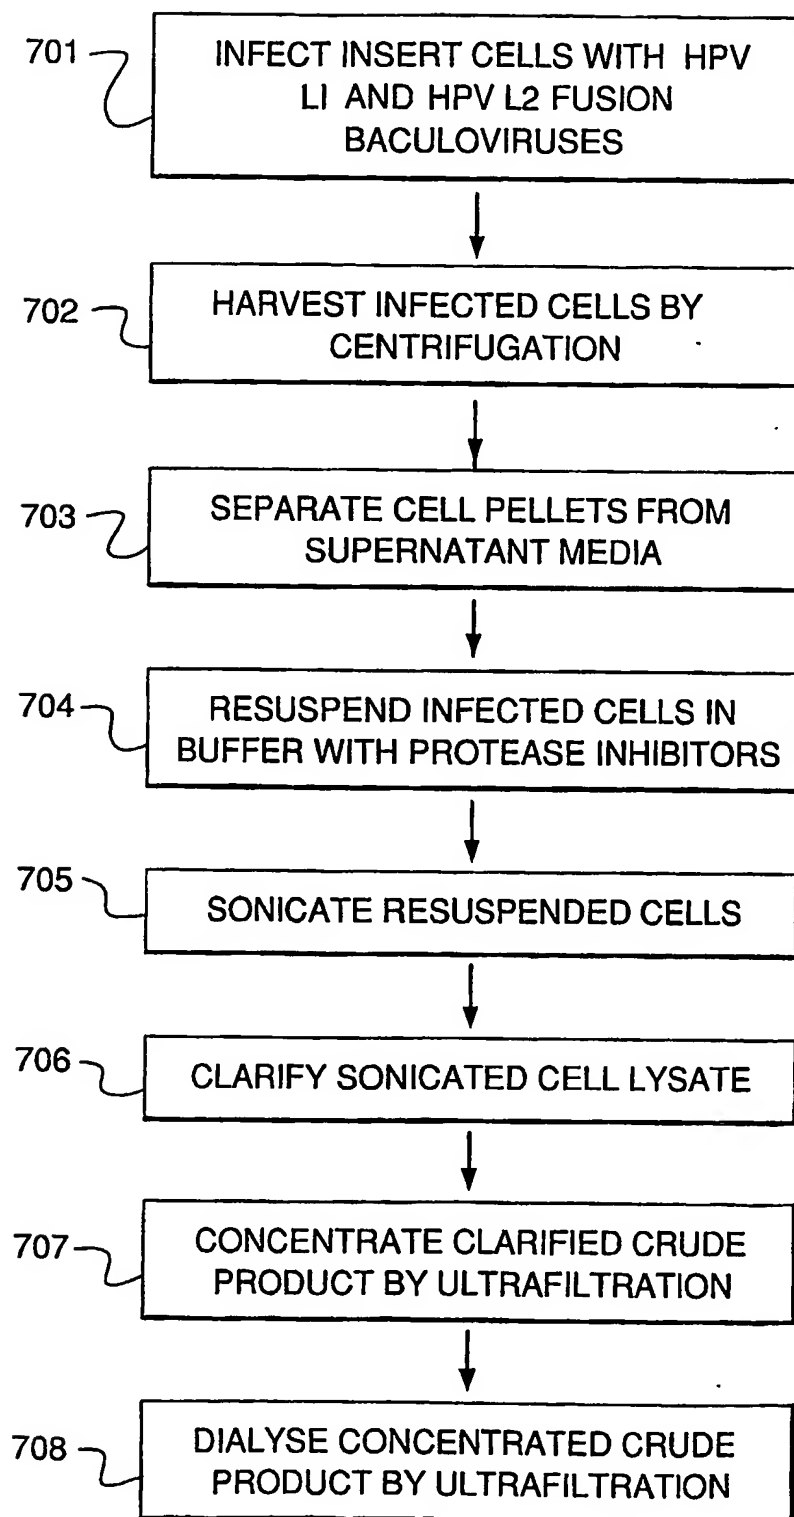 701
INFECT INSERT CELLS WITH HPV
L1 AND HPV L2 FUSION
BACULOVIRUSES
702
HARVEST INFECTED CELLS BY
CENTRIFUGATION
703
SEPARATE CELL PELLETS FROM
SUPERNATANT MEDIA
704
RESUSPEND INFECTED CELLS IN
BUFFER WITH PROTEASE INHIBITORS
705
SONICATE RESUSPENDED CELLS
706
CLARIFY SONICATED CELL LYSATE
707
CONCENTRATE CLARIFIED CRUDE
PRODUCT BY ULTRAFILTRATION
708
DIALYSE CONCENTRATED CRUDE
PRODUCT BY ULTRAFILTRATION